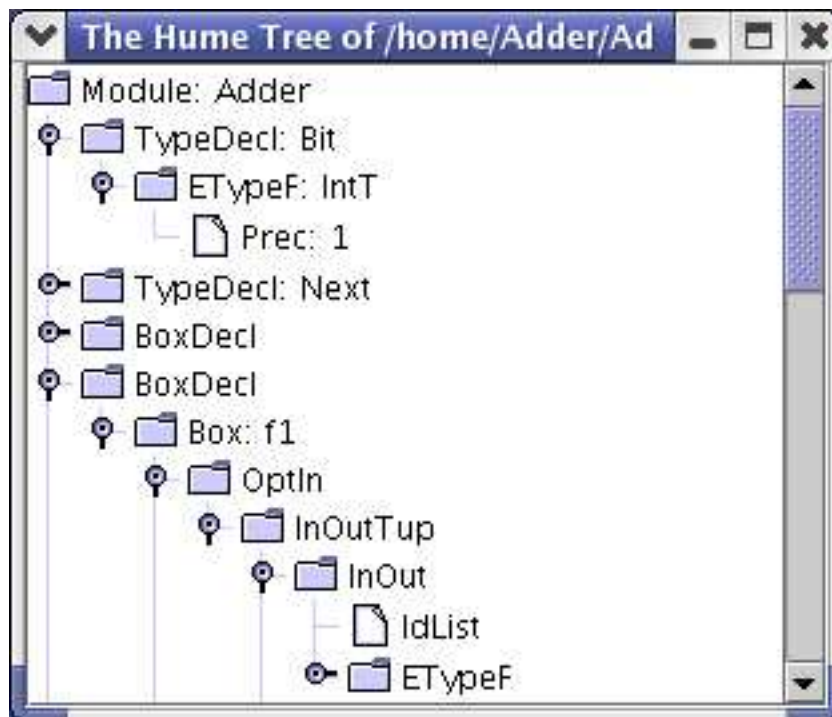 The Hume Tree of /home/Adder/Ad
Module: Adder
TypeDecl: Bit
ETypeF: IntT
Prec: 1
TypeDecl: Next
BoxDecl
BoxDecl
Box: f1
OptIn
InOutTup
InOut
IdList
ETypeF